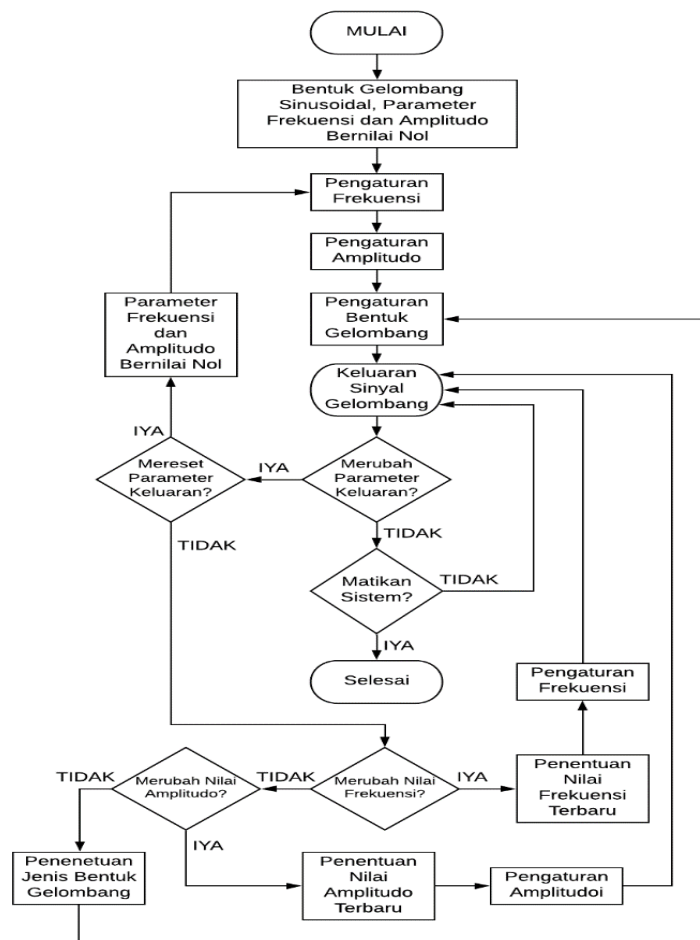 MULAI
Bentuk Gelombang
Sinusoidal, Parameter
Frekuensi dan Amplitudo
Bernilai Nol
Pengaturan
Frekuensi
Pengaturan
Amplitudo
Parameter
Frekuensi
dan
Amplitudo
Bernilai Nol
Pengaturan
Bentuk
Gelombang
Keluaran
Sinyal
Gelombang
IYA
Mereset
Parameter
Keluaran?
IYA
Merubah
Parameter
Keluaran?
TIDAK
TIDAK
Matikan
Sistem?
TIDAK
IYA
Selesai
Pengaturan
Frekuensi
TIDAK
Merubah Nilai
Amplitudo?
TIDAK
Merubah Nilai
Frekuensi?
IYA
Penentuan
Nilai
Frekuensi
Terbaru
IYA
Penenetuan
Jenis Bentuk
Gelombang
Penentuan
Nilai
Amplitudo
Terbaru
Pengaturan
Amplitudoi